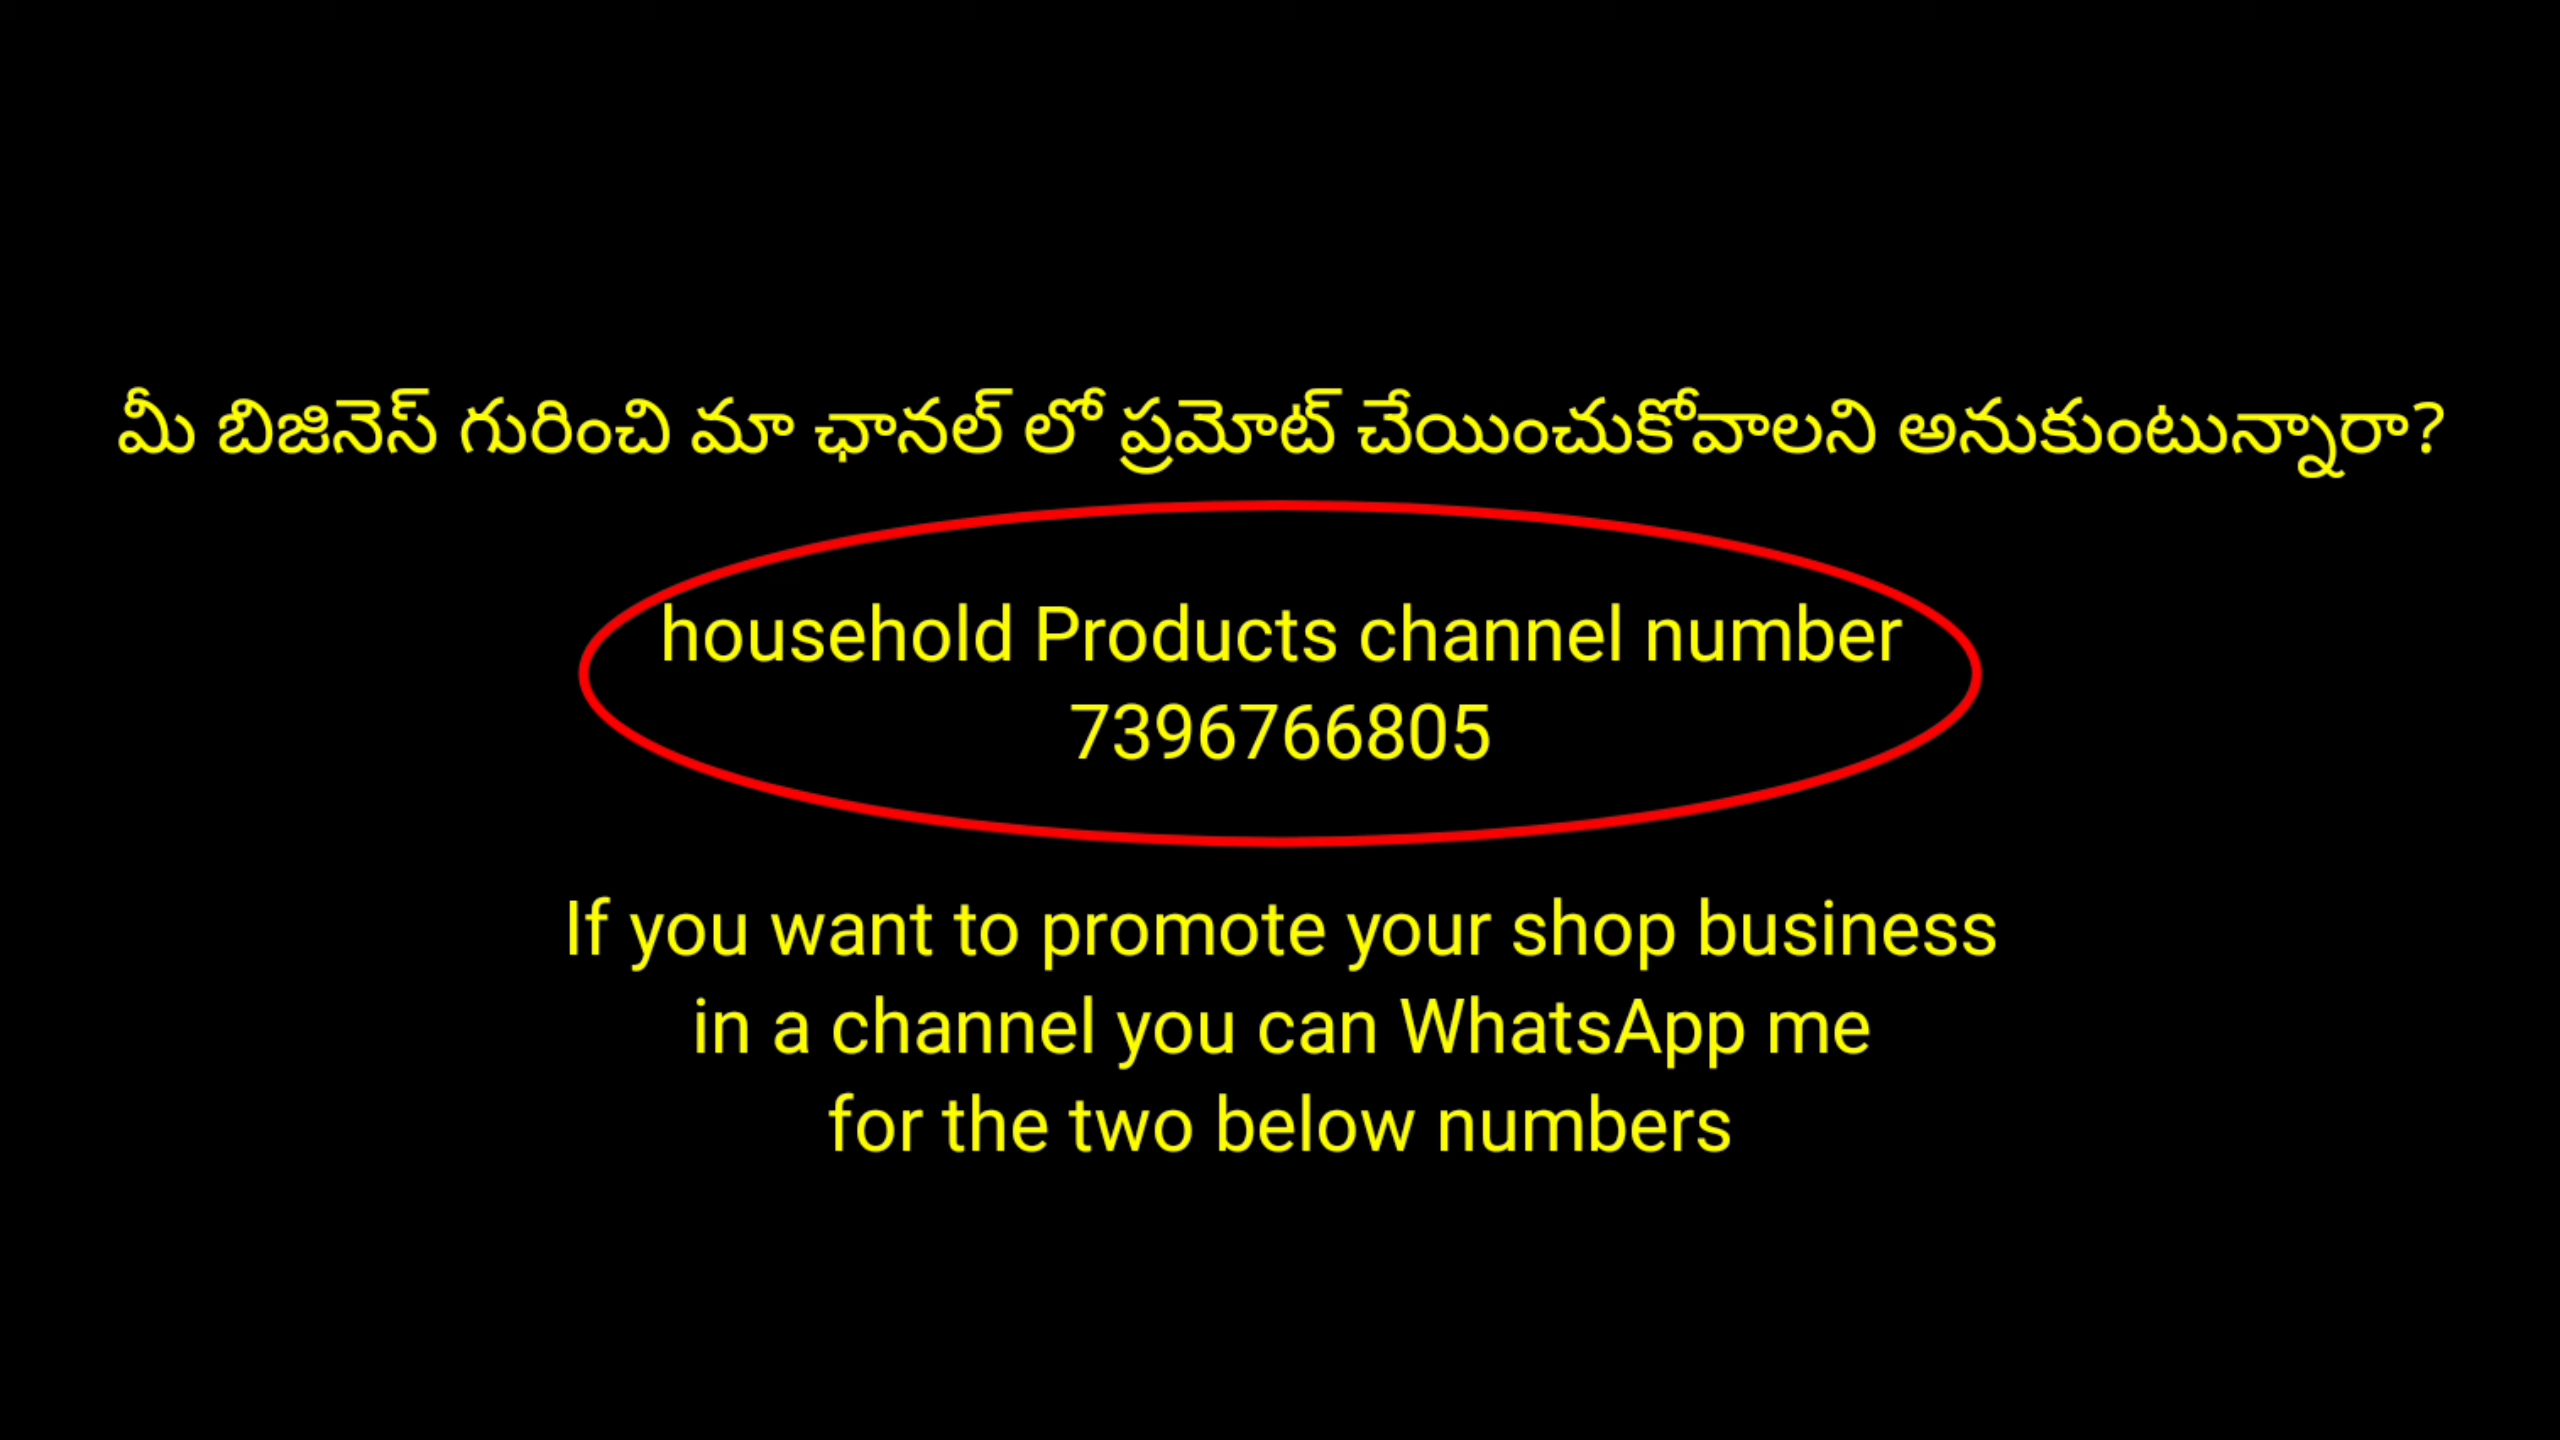 మీ బిజినెస్ గురించి మా ఛానల్ లో ప్రమోట్ చేయించుకోవాలని అనుకుంటున్నారా?
household Products channel number
7396766805
If you want to promote your shop business
in a channel you can WhatsApp me
for the two below numbers